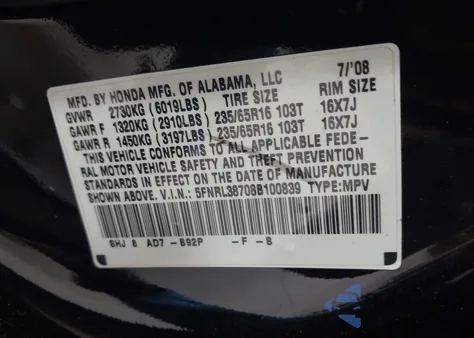 MFD. BY HONDA MFG. OF ALABAMA, LLC 7/'08
GVWR 2730KG (6019LBS) TIRE SIZE RIM SIZE
GAWR F 1320KG (2910LBS) 235/65R16 103T 16X7J
GAWR R 1450KG (3197LBS) 235/65R16 103T 16X7J
THIS VEHICLE CONFORMS TO ALL APPLICABLE FEDE-
RAL MOTOR VEHICLE SAFETY AND THEFT PREVENTION
STANDARDS IN EFFECT ON THE DATE OF MANUFACTURE
SHOWN ABOVE. V.I.N.: 5FNRL38708B100839 TYPE:MPV
SHJ 8 AD7 -B92P -F -B